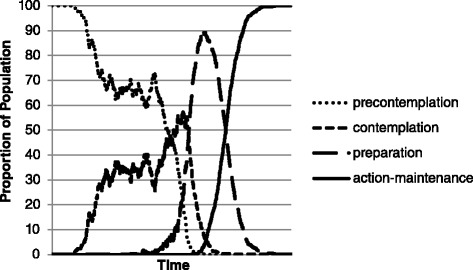 Proportion of Population
100
90
80
70
60
50
40
30
20
10
0
Time
precontemplation
contemplation
preparation
action-maintenance